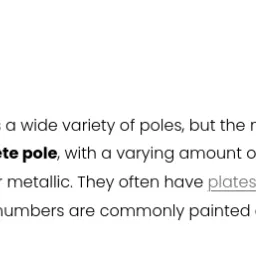 a wide variety of poles, but the
ete pole, with a varying amount o
r metallic. They often have plates
numbers are commonly painted